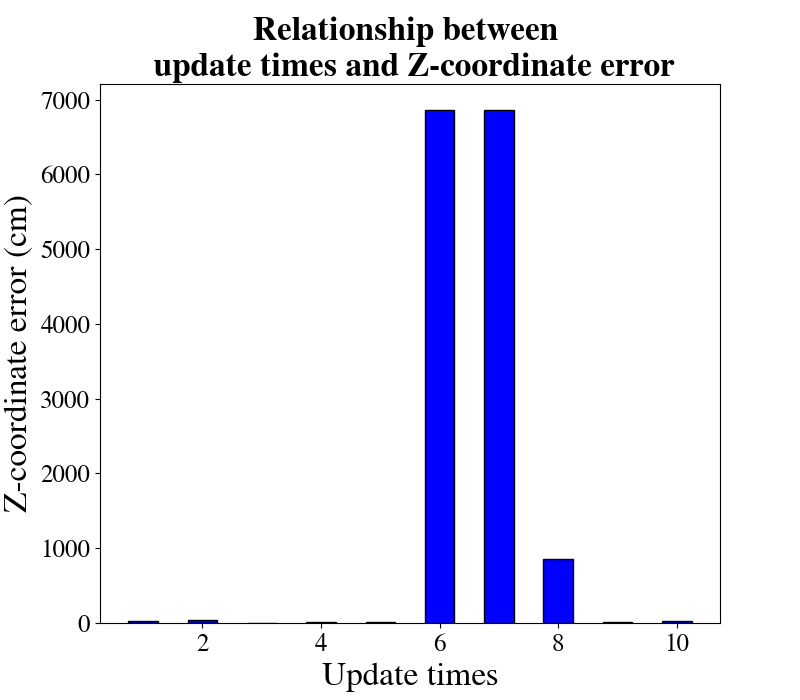 Relationship between
update times and Z-coordinate error
Z-coordinate error (cm)
7000
6000
5000
4000
3000
2000
1000
0
2 4 6 8 10
Update times